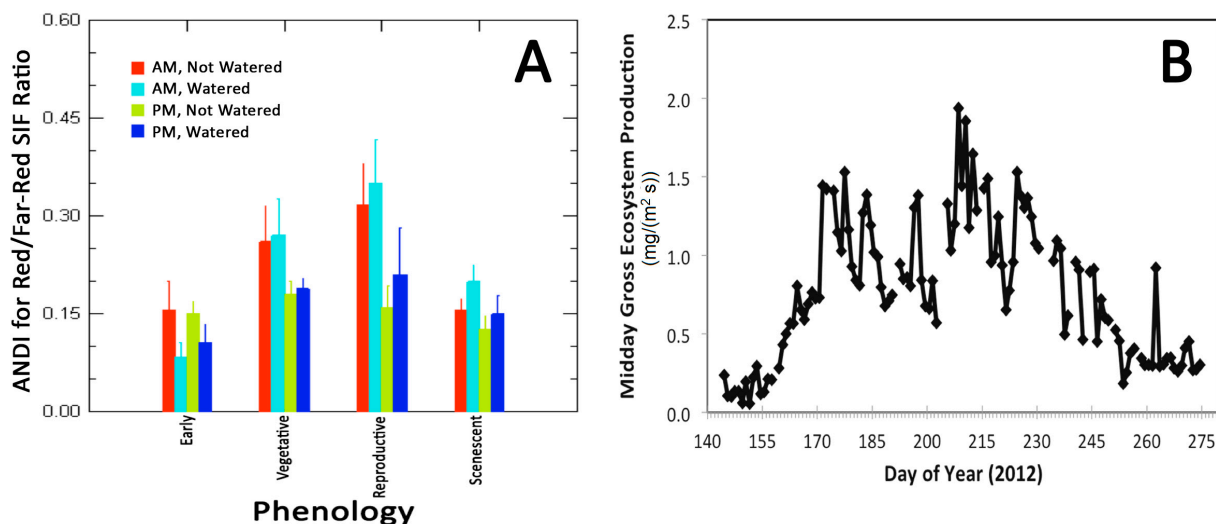 A
ANDI for Red/Far-Red SIF Ratio
0.60
0.45
0.30
0.15
0.00
AM, Not Watered
AM, Watered
PM, Not Watered
PM, Watered
Early
Vegetative
Reproductive
Scenescent
Phenology
B
Midday Gross Ecosystem Production
(mg/(m² s))
2.5
2.0
1.5
1.0
0.5
0.0
140 155 170 185 200 215 230 245 260 275
Day of Year (2012)